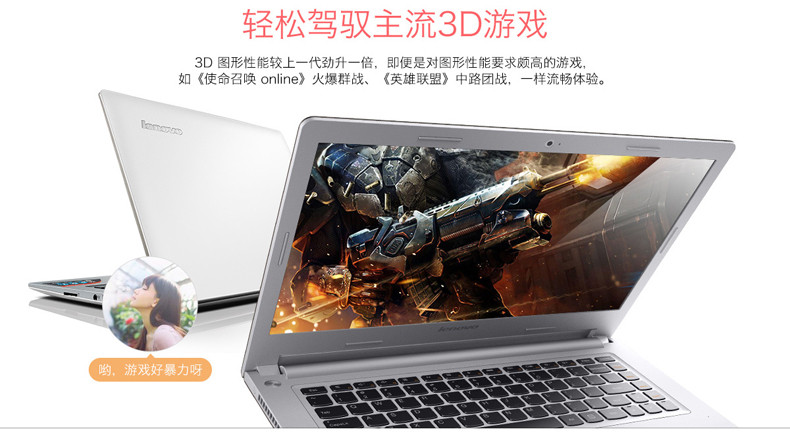 轻松驾驭主流3D游戏
3D 图形性能较上一代劲升一倍，即便是对图形性能要求颇高的游戏，
如《使命召唤 online》火爆群战、《英雄联盟》中路团战，一样流畅体验。
lenovo
lenovo
哟，游戏好暴力呀